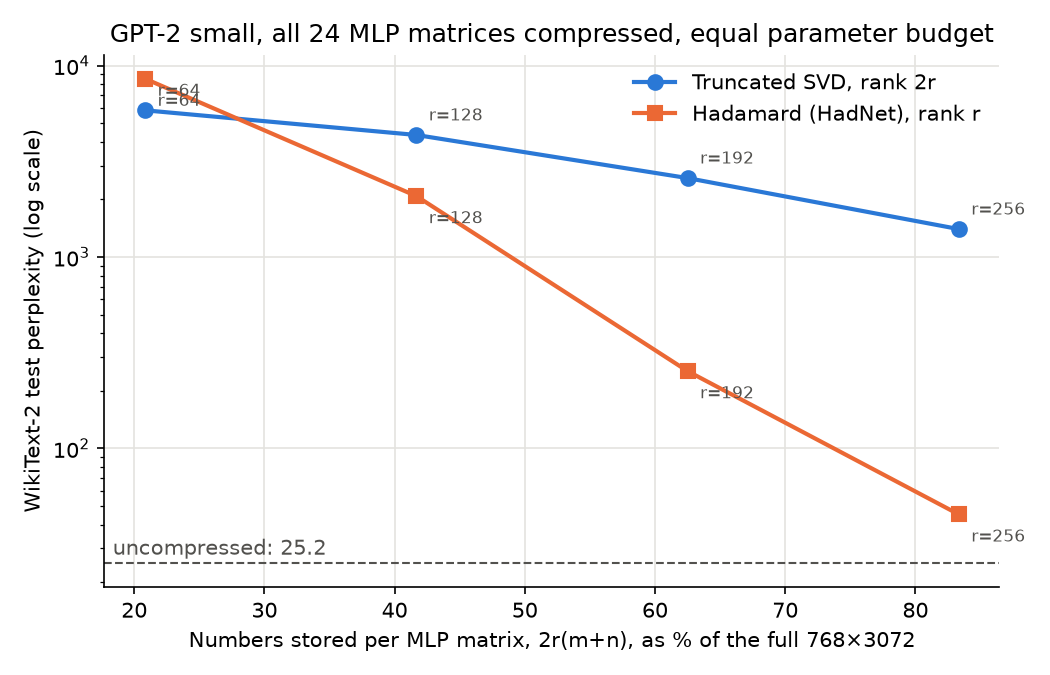 GPT-2 small, all 24 MLP matrices compressed, equal parameter budget
Truncated SVD, rank 2r
Hadamard (HadNet), rank r
WikiText-2 test perplexity (log scale)
10⁴
10³
10²
r=64
r=64
r=128
r=192
r=256
r=128
r=192
r=256
uncompressed: 25.2
20 30 40 50 60 70 80
Numbers stored per MLP matrix, 2r(m+n), as % of the full 768×3072